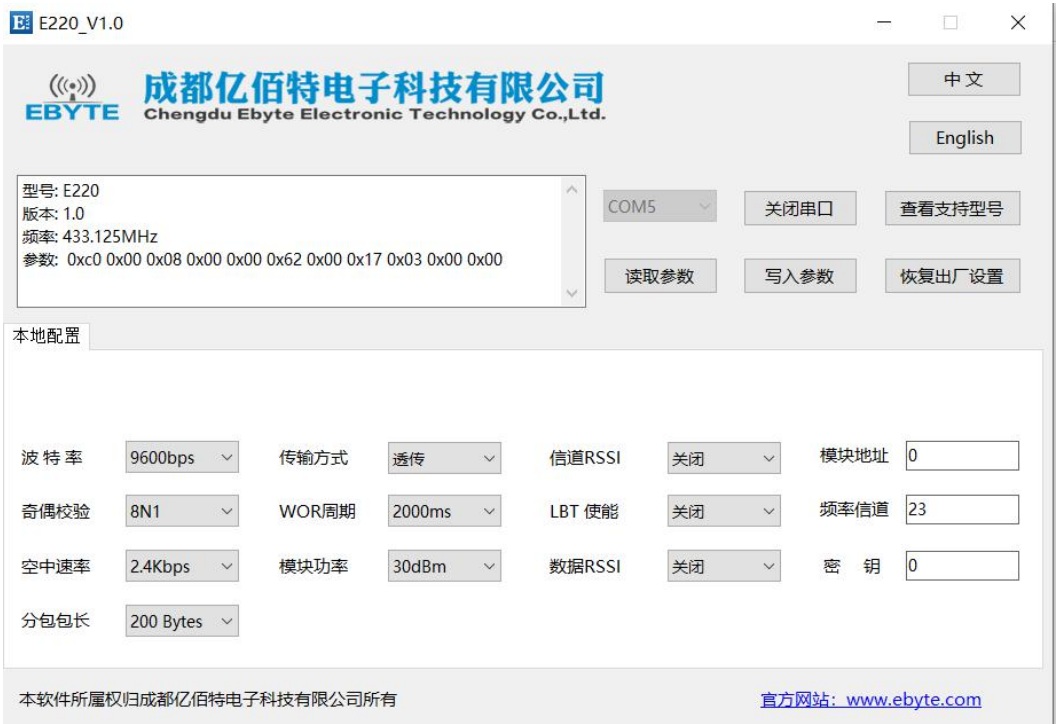 E220_V1.0
EBYTE
成都亿佰特电子科技有限公司
Chengdu Ebyte Electronic Technology Co.,Ltd.
中 文
English
型号: E220
版本: 1.0
频率: 433.125MHz
参数: 0xc0 0x00 0x08 0x00 0x00 0x62 0x00 0x17 0x03 0x00 0x00
COM5 关闭串口 查看支持型号
读取参数 写入参数 恢复出厂设置
本地配置
波 特 率 9600bps 传输方式 透传 信道RSSI 关闭 模块地址 0
奇偶校验 8N1 WOR周期 2000ms LBT 使能 关闭 频率信道 23
空中速率 2.4Kbps 模块功率 30dBm 数据RSSI 关闭 密 钥 0
分包包长 200 Bytes
本软件所属权归成都亿佰特电子科技有限公司所有 官方网站：www.ebyte.com